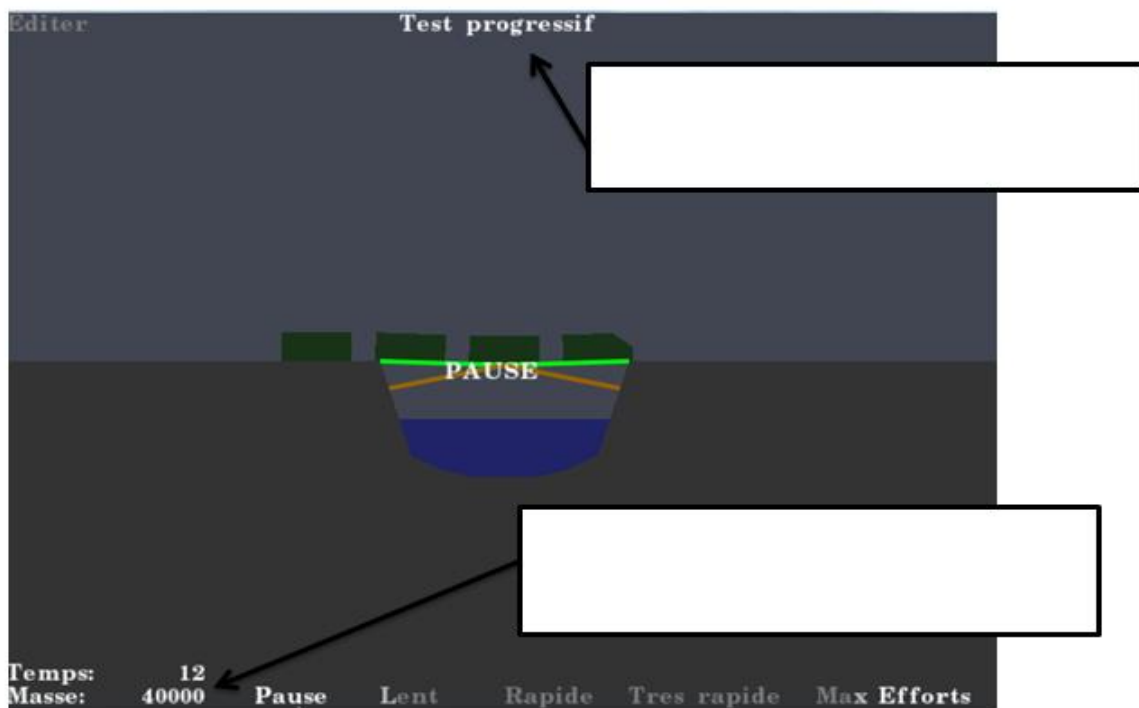 Editer
Test progressif
PAUSE
Temps: 12
Masse: 40000
Pause Lent Rapide Tres rapide Max Efforts